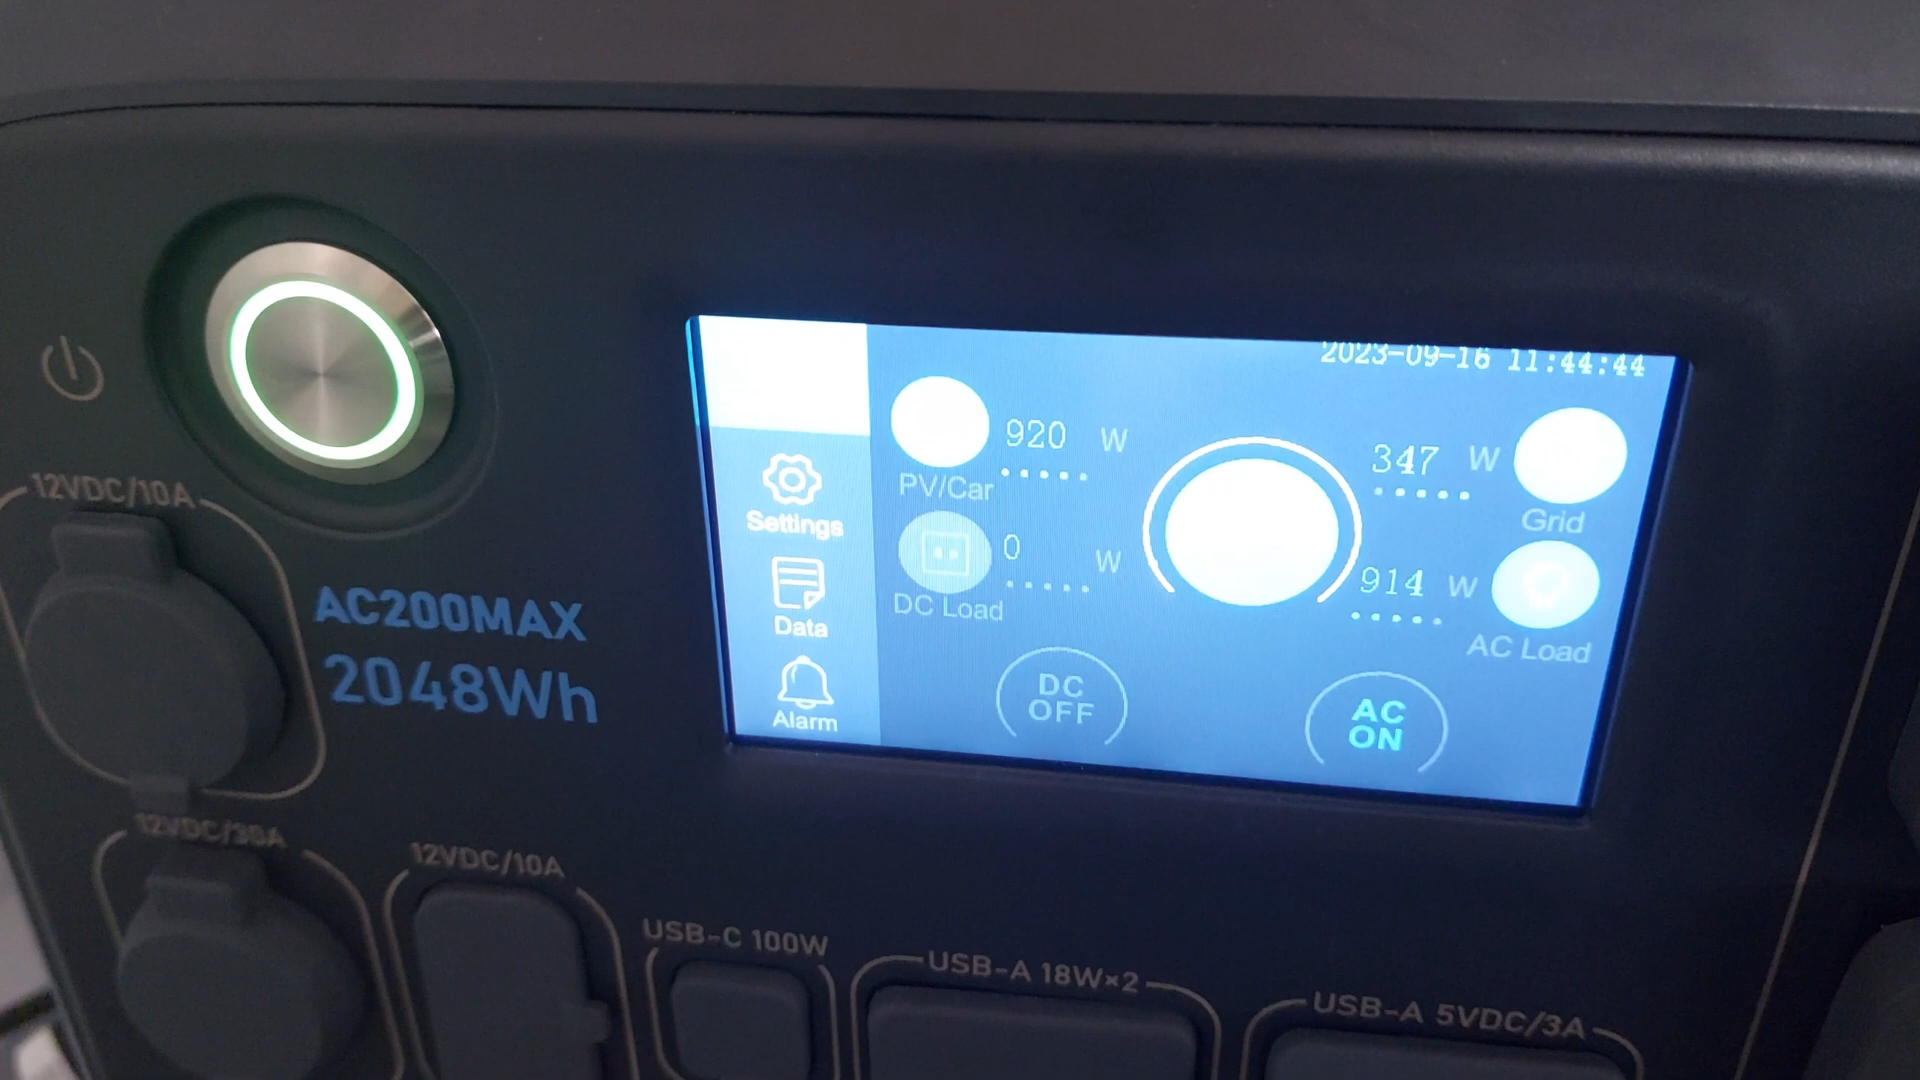 12VDC/10A
AC200MAX
2048Wh
2023-09-16 11:44:44
920 W
PV/Car
347 W
Grid
Settings
0 W
DC Load
914 W
AC Load
Data
Alarm
DC
OFF
AC
ON
12VDC/30A
12VDC/10A
USB-C 100W
USB-A 18W×2
USB-A 5VDC/3A